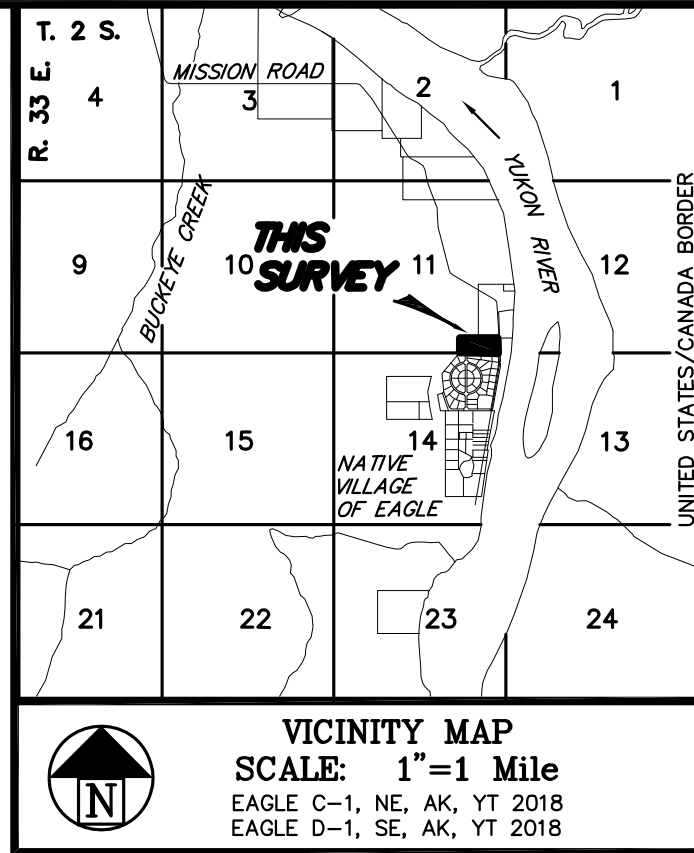 T. 2 S.
R. 33 E.
4
MISSION ROAD
3
2
1
YUKON RIVER
BUCKEYE CREEK
UNITED STATES/CANADA BORDER
THIS
SURVEY
9
10
11
12
16
15
14
13
NATIVE
VILLAGE
OF EAGLE
21
22
23
24
N
VICINITY MAP
SCALE: 1"=1 Mile
EAGLE C-1, NE, AK, YT 2018
EAGLE D-1, SE, AK, YT 2018